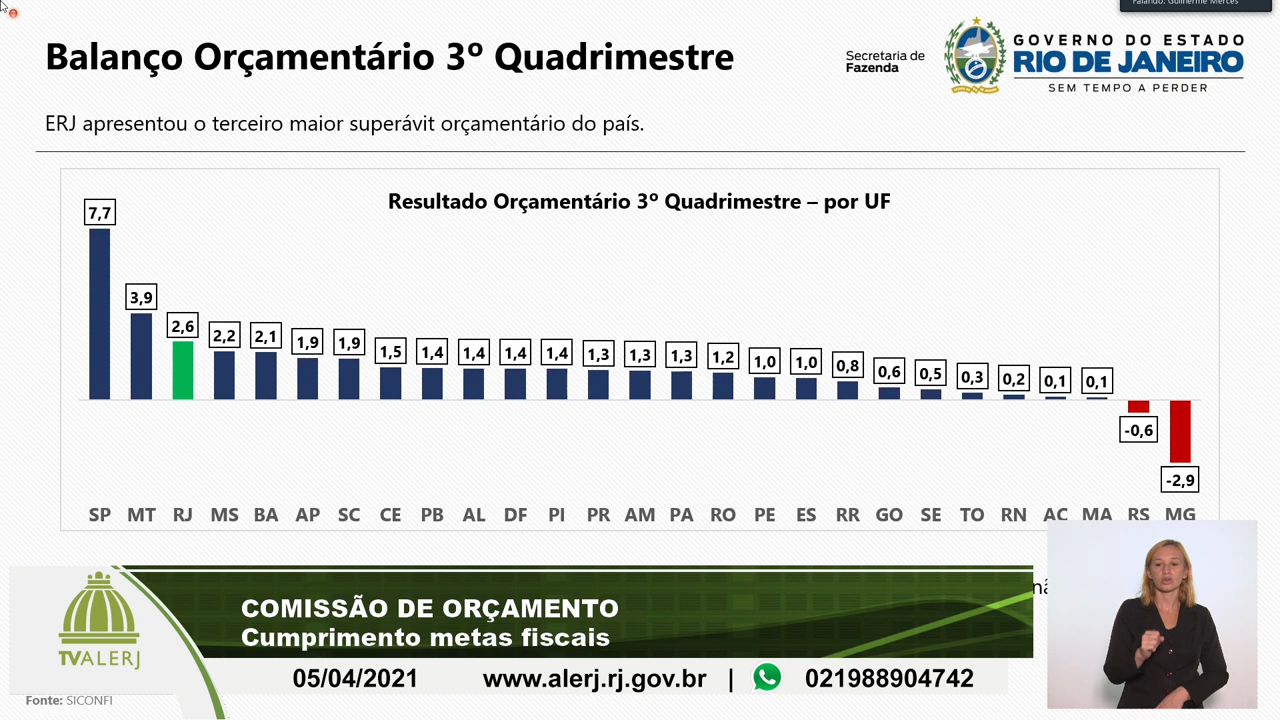 Falando: Guilherme Mercês
Balanço Orçamentário 3º Quadrimestre
Secretaria de
Fazenda
GOVERNO DO ESTADO
RIO DE JANEIRO
SEM TEMPO A PERDER
ERJ apresentou o terceiro maior superávit orçamentário do país.
Resultado Orçamentário 3º Quadrimestre – por UF
7,7 3,9 2,6 2,2 2,1 1,9 1,9 1,5 1,4 1,4 1,4 1,4 1,3 1,3 1,3 1,2 1,0 1,0 0,8 0,6 0,5 0,3 0,2 0,1 0,1 -0,6 -2,9
SP MT RJ MS BA AP SC CE PB AL DF PI PR AM PA RO PE ES RR GO SE TO RN AC MA RS MG
COMISSÃO DE ORÇAMENTO
Cumprimento metas fiscais
TVALERJ
05/04/2021 www.alerj.rj.gov.br | 021988904742
Fonte: SICONFI